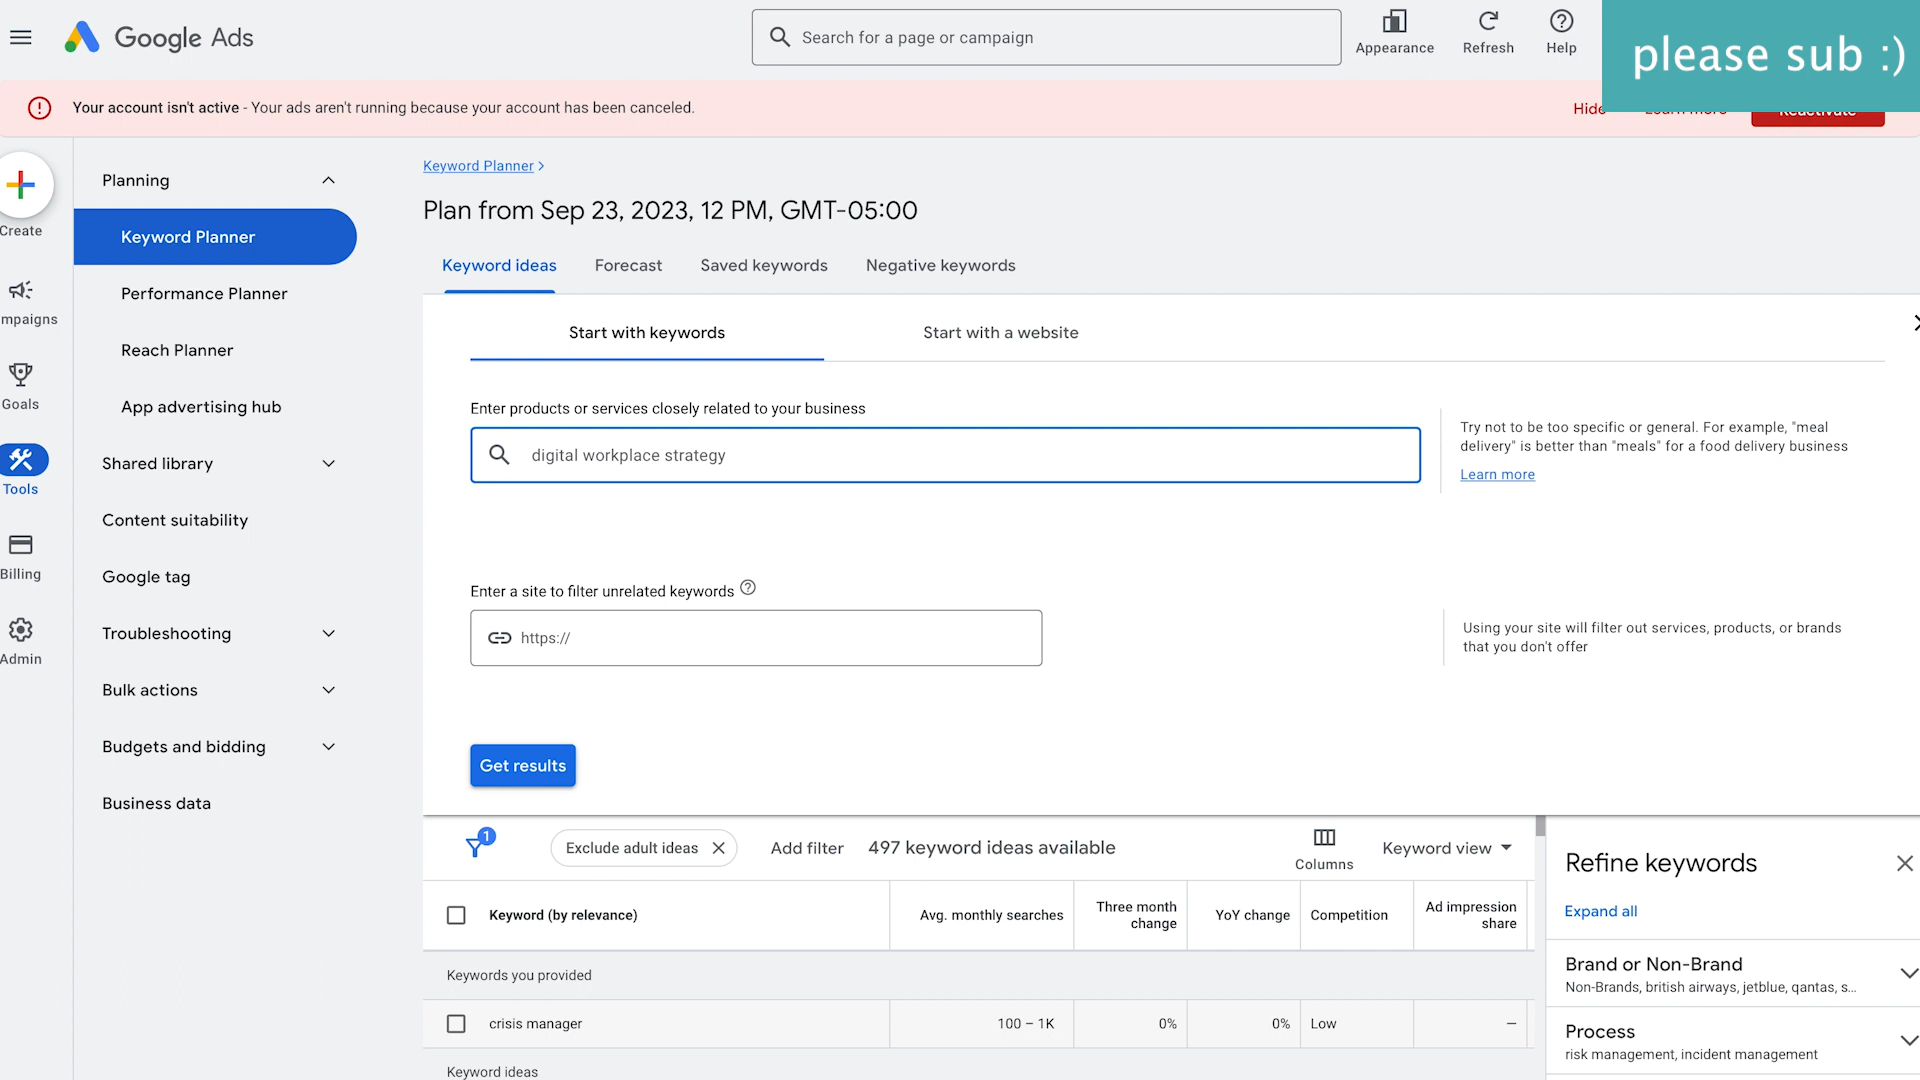 Google Ads
Search for a page or campaign
Appearance
Refresh
Help
please sub :)
Your account isn't active - Your ads aren't running because your account has been canceled.
Hide
Learn more
Reactivate
Create
mpaigns
Goals
Tools
Billing
Admin
Planning
Keyword Planner
Performance Planner
Reach Planner
App advertising hub
Shared library
Content suitability
Google tag
Troubleshooting
Bulk actions
Budgets and bidding
Business data
Keyword Planner >
Plan from Sep 23, 2023, 12 PM, GMT-05:00
Keyword ideas
Forecast
Saved keywords
Negative keywords
Start with keywords
Start with a website
Enter products or services closely related to your business
digital workplace strategy
Try not to be too specific or general. For example, "meal
delivery" is better than "meals" for a food delivery business
Learn more
Enter a site to filter unrelated keywords
https://
Using your site will filter out services, products, or brands
that you don't offer
Get results
1
Exclude adult ideas
Add filter
497 keyword ideas available
Columns
Keyword view
Keyword (by relevance)
Avg. monthly searches
Three month
change
YoY change
Competition
Ad impression
share
Keywords you provided
crisis manager
100 – 1K
0%
0%
Low
–
Keyword ideas
Refine keywords
Expand all
Brand or Non-Brand
Non-Brands, british airways, jetblue, qantas, s...
Process
risk management, incident management